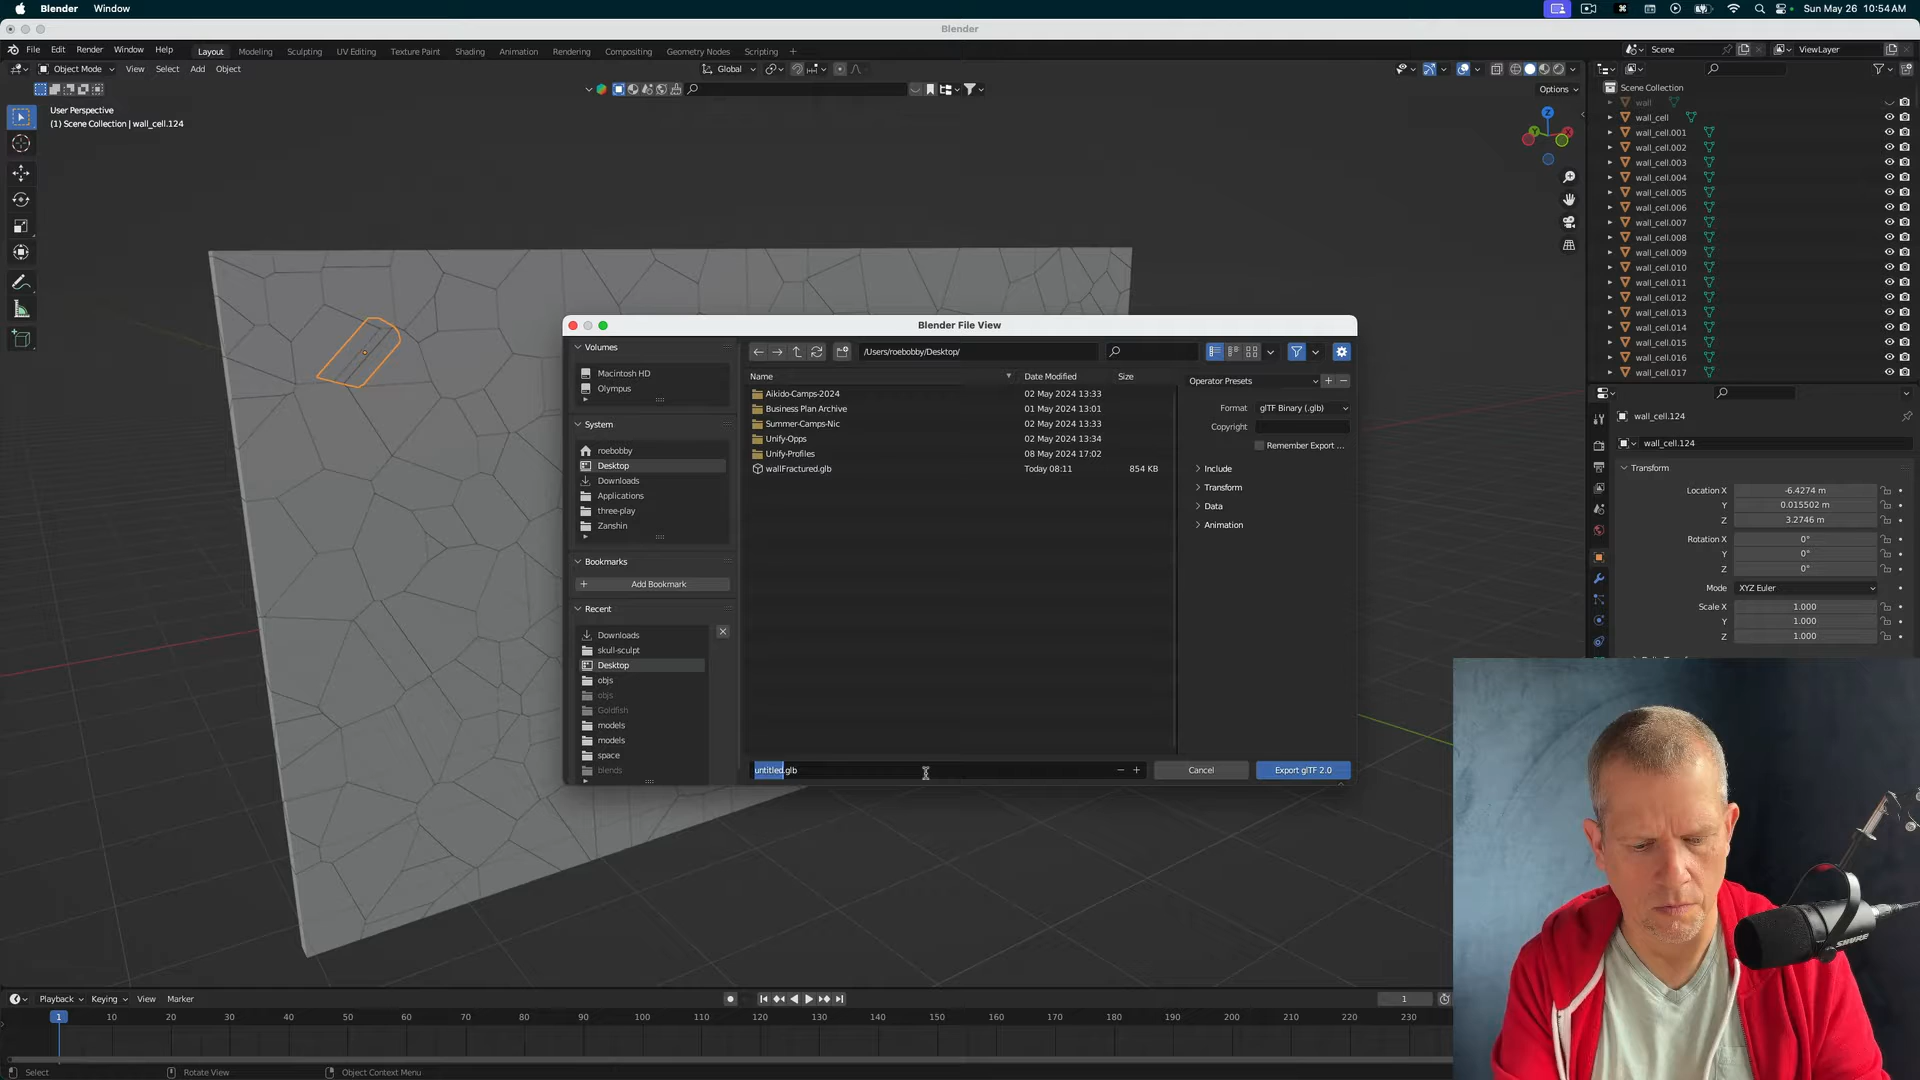 Blender Window
Sun May 26 10:54 AM
Blender
File Edit Render Window Help
Layout Modeling Sculpting UV Editing Texture Paint Shading Animation Rendering Compositing Geometry Nodes Scripting +
Scene
ViewLayer
Object Mode View Select Add Object
Global
Options
User Perspective
(1) Scene Collection | wall_cell.124
Z
Y
X
Scene Collection
wall
wall_cell
wall_cell.001
wall_cell.002
wall_cell.003
wall_cell.004
wall_cell.005
wall_cell.006
wall_cell.007
wall_cell.008
wall_cell.009
wall_cell.010
wall_cell.011
wall_cell.012
wall_cell.013
wall_cell.014
wall_cell.015
wall_cell.016
wall_cell.017
wall_cell.124
wall_cell.124
Transform
Location X -6.4274 m
Y 0.015502 m
Z 3.2746 m
Rotation X 0°
Y 0°
Z 0°
Mode XYZ Euler
Scale X 1.000
Y 1.000
Z 1.000
Blender File View
Volumes
Macintosh HD
Olympus
System
roebobby
Desktop
Downloads
Applications
three-play
Zanshin
Bookmarks
+ Add Bookmark
Recent
Downloads
skull-sculpt
Desktop
objs
objs
Goldfish
models
models
space
blends
/Users/roebobby/Desktop/
Name Date Modified Size
Aikido-Camps-2024 02 May 2024 13:33
Business Plan Archive 01 May 2024 13:01
Summer-Camps-Nic 02 May 2024 13:33
Unify-Opps 02 May 2024 13:34
Unify-Profiles 08 May 2024 17:02
wallFractured.glb Today 08:11 854 KB
Operator Presets
Format glTF Binary (.glb)
Copyright
Remember Export ...
Include
Transform
Data
Animation
untitled.glb
Cancel
Export glTF 2.0
SHURE
Playback Keying View Marker
1
1 10 20 30 40 50 60 70 80 90 100 110 120 130 140 150 160 170 180 190 200 210 220 230
Select Rotate View Object Context Menu